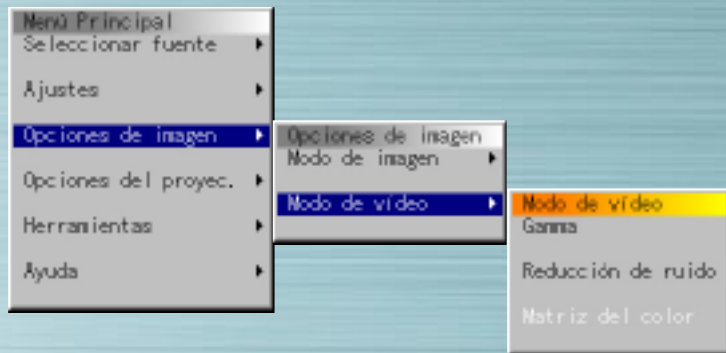 Menú Principal
Seleccionar fuente
Ajustes
Opciones de imagen
Opciones del proyec.
Herramientas
Ayuda
Opciones de imagen
Modo de imagen
Modo de vídeo
Modo de vídeo
Gamma
Reducción de ruido
Matriz del color